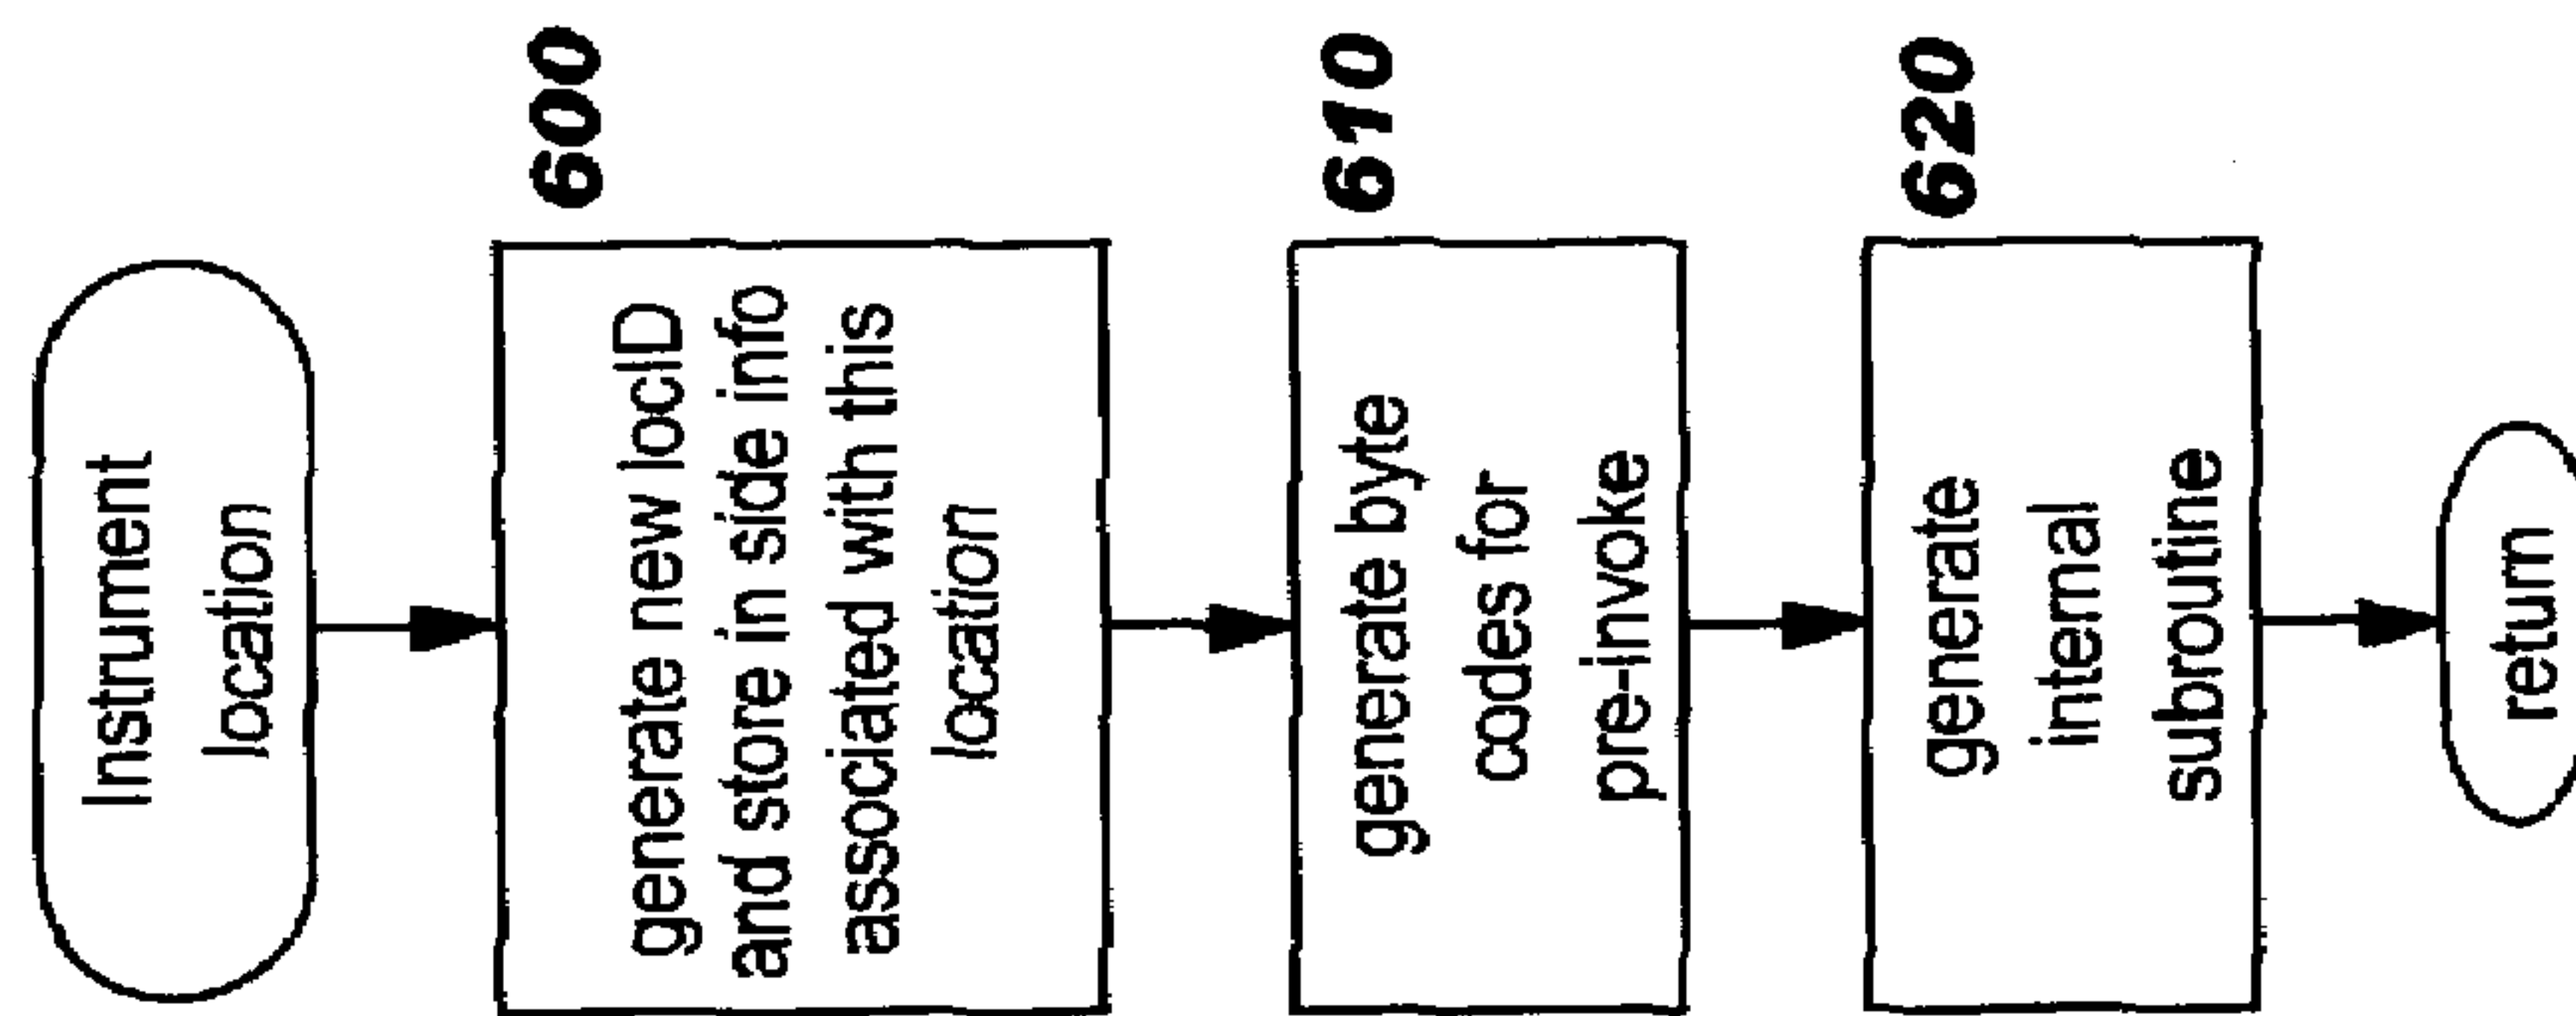 Instrument
location
600
generate new locID
and store in side info
associated with this
location
610
generate byte
codes for
pre-invoke
620
generate
internal
subroutine
return